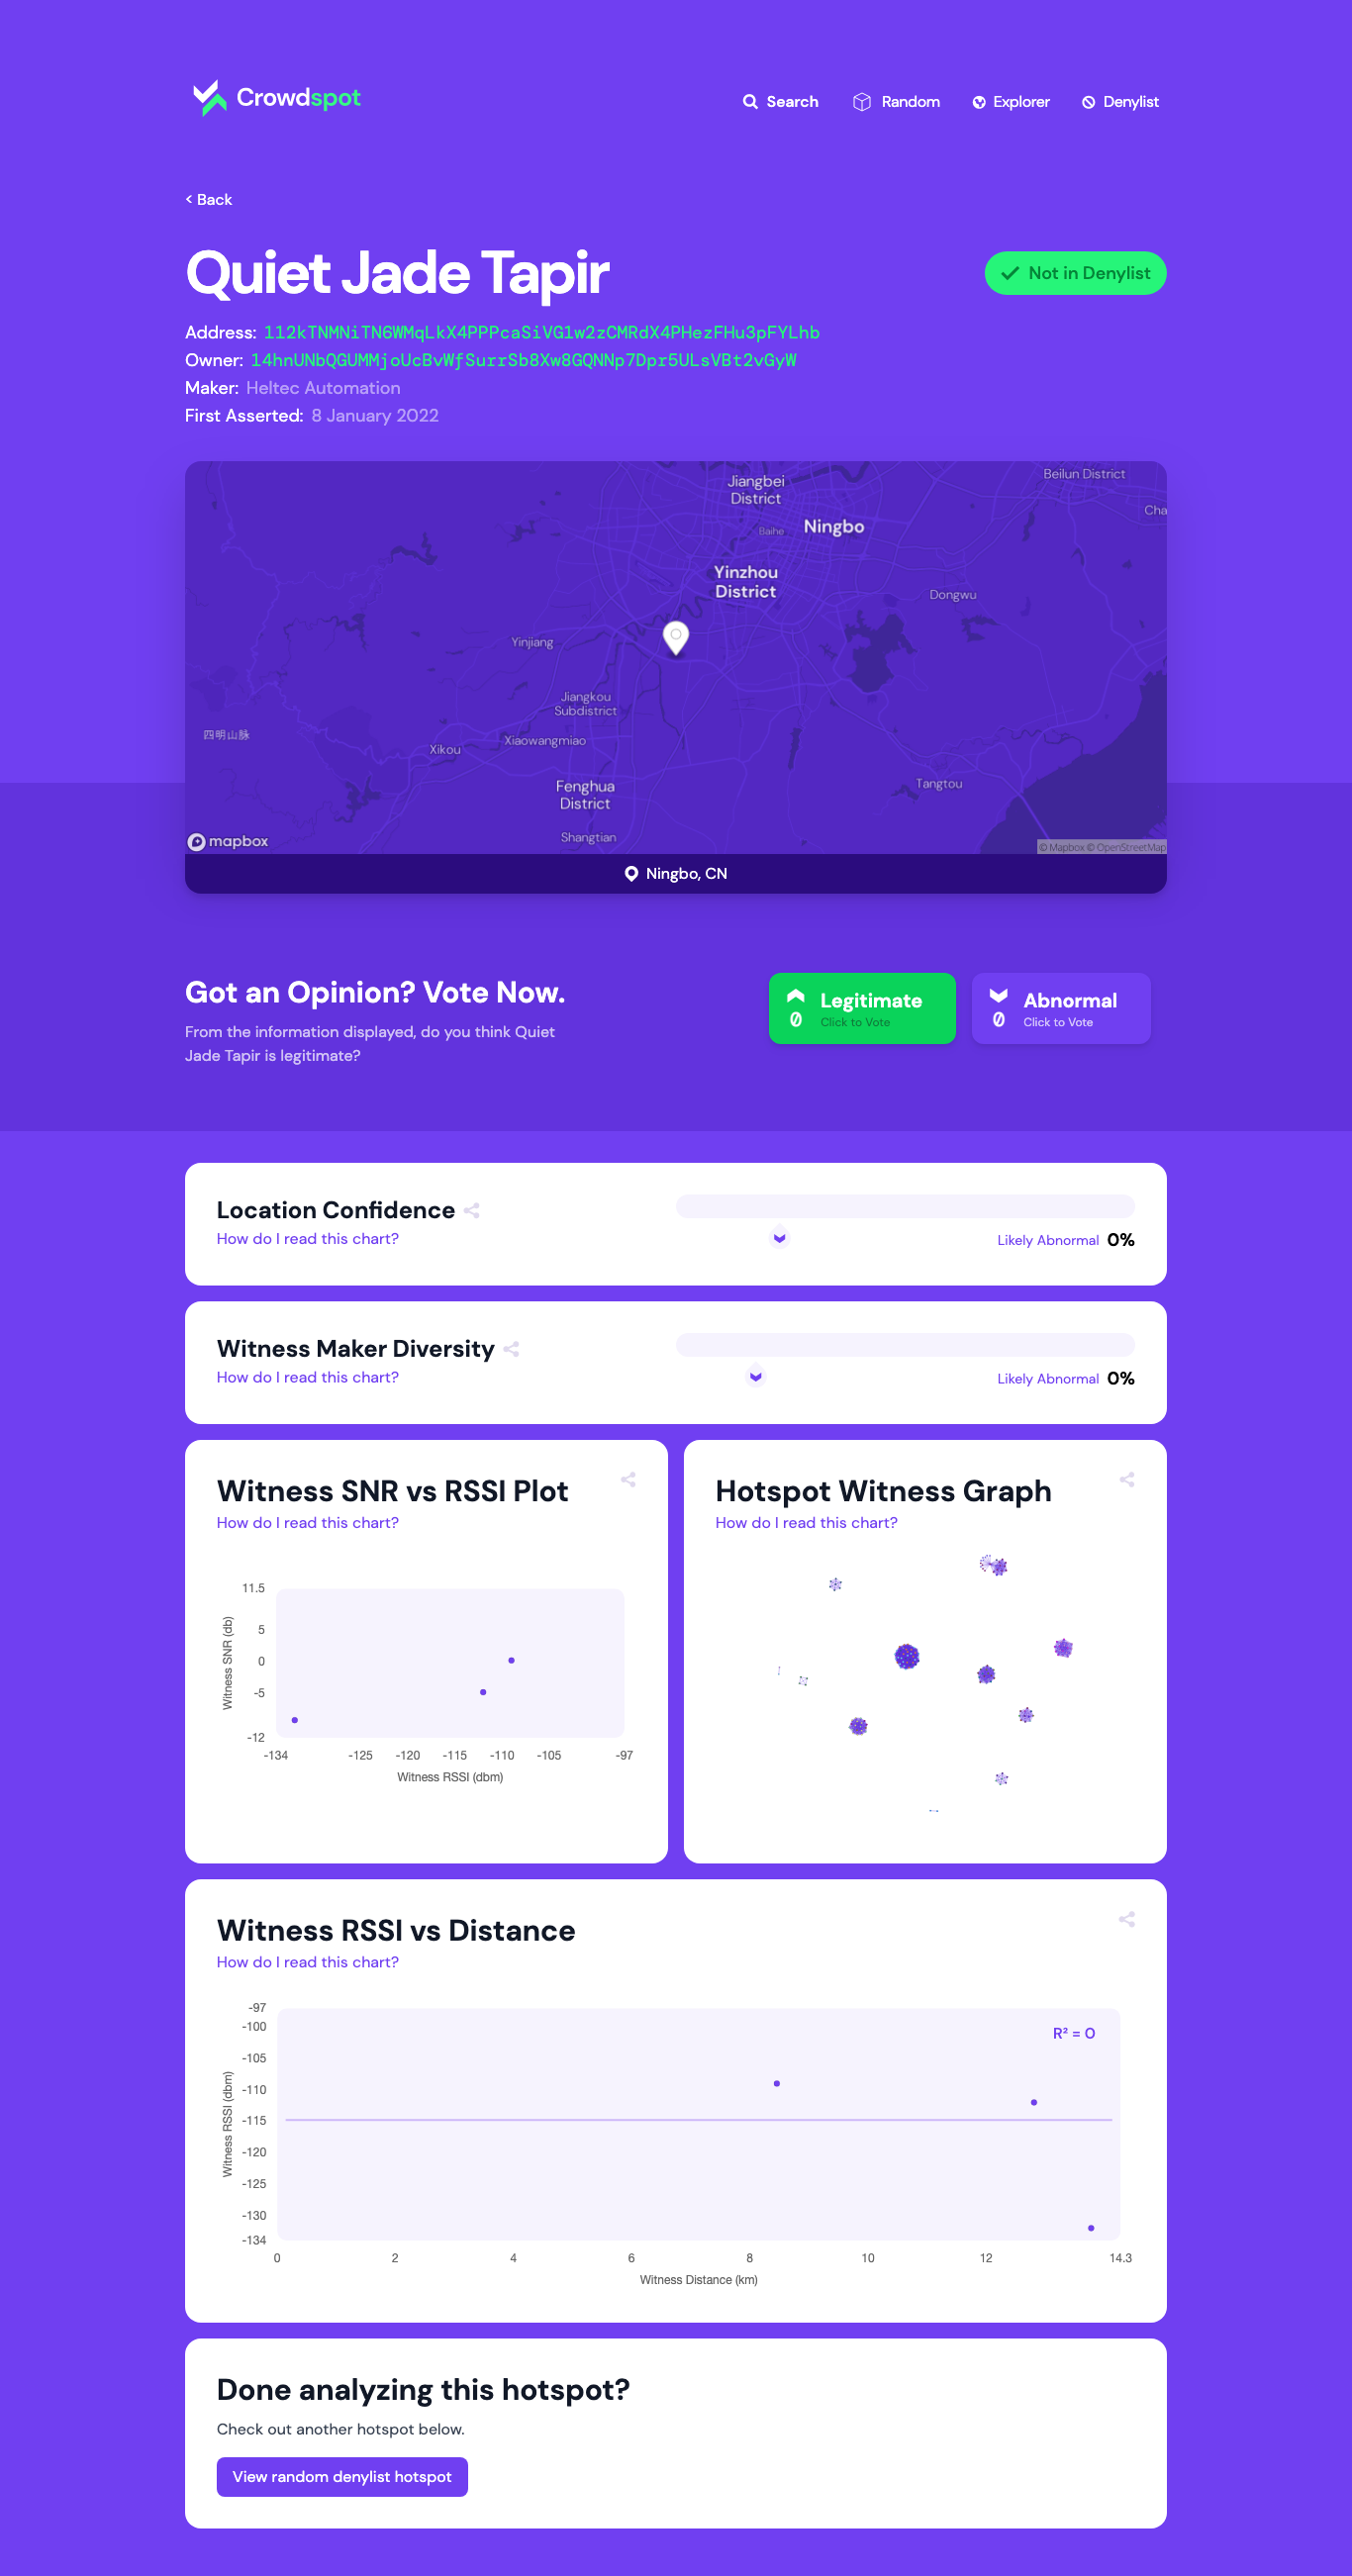 Crowdspot
Search
Random
Explorer
Denylist
< Back
Quiet Jade Tapir
Not in Denylist
Address: 112kTNMNiTN6WMqLkX4PPPcaSiVG1w2zCMRdX4PHezFHu3pFYLhb
Owner: 14hnUNbQGUMMjoUcBvWfSurrSb8Xw8GQNNp7Dpr5ULsVBt2vGyW
Maker: Heltec Automation
First Asserted: 8 January 2022
Jiangbei
District
Beilun District
Cha
Baihe
Ningbo
Yinzhou
District
Dongwu
Yinjiang
Jiangkou
Subdistrict
四明山脉
Xikou
Xiaowangmiao
Fenghua
District
Tangtou
Shangtian
mapbox
© Mapbox © OpenStreetMap
Ningbo, CN
Got an Opinion? Vote Now.
From the information displayed, do you think Quiet
Jade Tapir is legitimate?
0
Legitimate
Click to Vote
0
Abnormal
Click to Vote
Location Confidence
How do I read this chart?
Likely Abnormal 0%
Witness Maker Diversity
How do I read this chart?
Likely Abnormal 0%
Witness SNR vs RSSI Plot
How do I read this chart?
11.5
5
0
-5
-12
Witness SNR (db)
-134 -125 -120 -115 -110 -105 -97
Witness RSSI (dbm)
Hotspot Witness Graph
How do I read this chart?
Witness RSSI vs Distance
How do I read this chart?
R² = 0
-97
-100
-105
-110
-115
-120
-125
-130
-134
Witness RSSI (dbm)
0 2 4 6 8 10 12 14.3
Witness Distance (km)
Done analyzing this hotspot?
Check out another hotspot below.
View random denylist hotspot